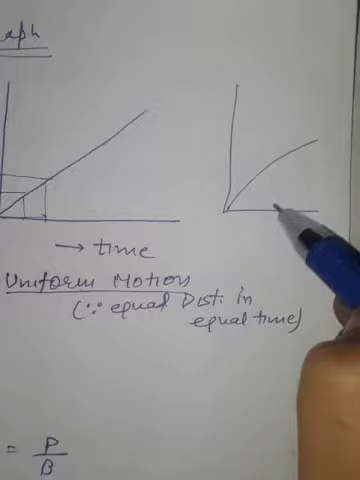 aph
→ time
Uniform Motion
(∵ equal Dist. in
equal time)
= P
B